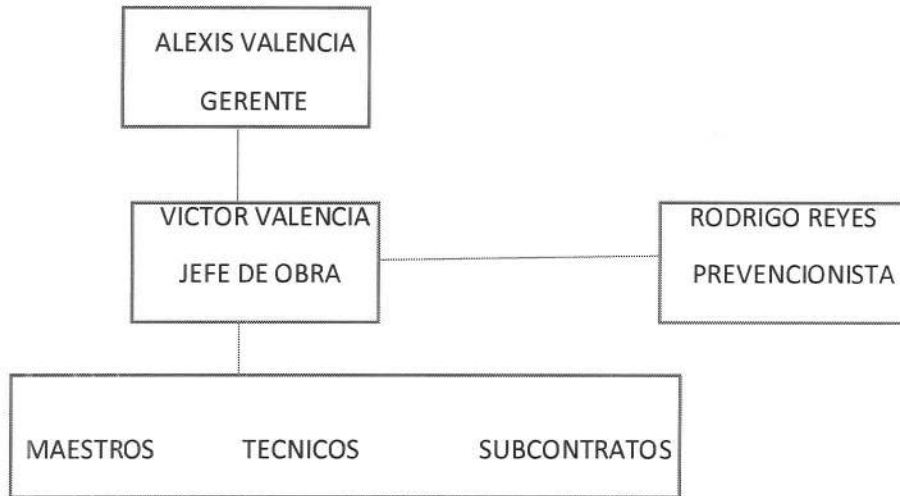 ALEXIS VALENCIA
GERENTE
VICTOR VALENCIA
JEFE DE OBRA
RODRIGO REYES
PREVENCIONISTA
MAESTROS TECNICOS SUBCONTRATOS